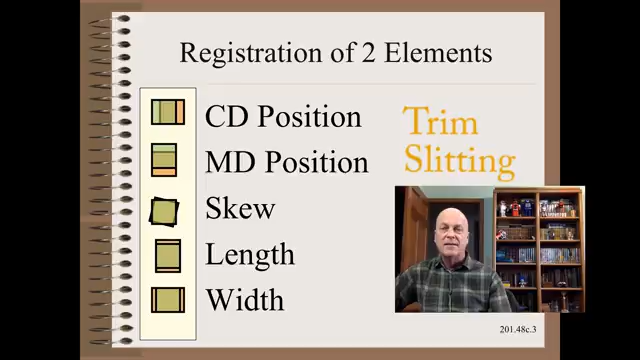 Registration of 2 Elements
CD Position
MD Position
Skew
Length
Width
Trim
Slitting
201.48c.3